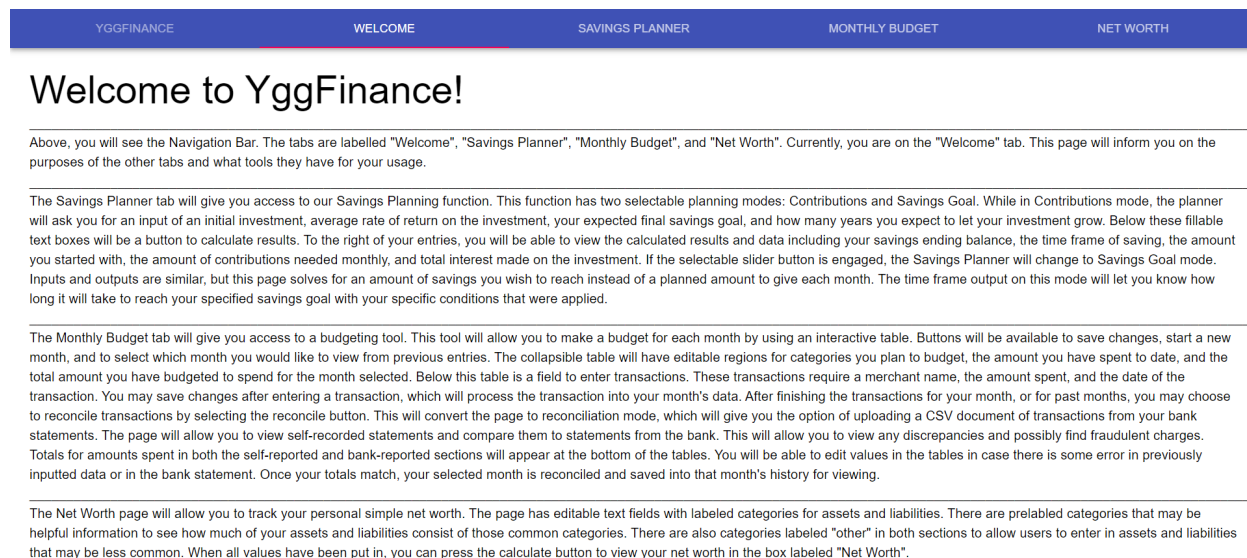 YGGFINANCE WELCOME SAVINGS PLANNER MONTHLY BUDGET NET WORTH
Welcome to YggFinance!
Above, you will see the Navigation Bar. The tabs are labelled "Welcome", "Savings Planner", "Monthly Budget", and "Net Worth". Currently, you are on the "Welcome" tab. This page will inform you on the
purposes of the other tabs and what tools they have for your usage.
The Savings Planner tab will give you access to our Savings Planning function. This function has two selectable planning modes: Contributions and Savings Goal. While in Contributions mode, the planner
will ask you for an input of an initial investment, average rate of return on the investment, your expected final savings goal, and how many years you expect to let your investment grow. Below these fillable
text boxes will be a button to calculate results. To the right of your entries, you will be able to view the calculated results and data including your savings ending balance, the time frame of saving, the amount
you started with, the amount of contributions needed monthly, and total interest made on the investment. If the selectable slider button is engaged, the Savings Planner will change to Savings Goal mode.
Inputs and outputs are similar, but this page solves for an amount of savings you wish to reach instead of a planned amount to give each month. The time frame output on this mode will let you know how
long it will take to reach your specified savings goal with your specific conditions that were applied.
The Monthly Budget tab will give you access to a budgeting tool. This tool will allow you to make a budget for each month by using an interactive table. Buttons will be available to save changes, start a new
month, and to select which month you would like to view from previous entries. The collapsible table will have editable regions for categories you plan to budget, the amount you have spent to date, and the
total amount you have budgeted to spend for the month selected. Below this table is a field to enter transactions. These transactions require a merchant name, the amount spent, and the date of the
transaction. You may save changes after entering a transaction, which will process the transaction into your month's data. After finishing the transactions for your month, or for past months, you may choose
to reconcile transactions by selecting the reconcile button. This will convert the page to reconciliation mode, which will give you the option of uploading a CSV document of transactions from your bank
statements. The page will allow you to view self-recorded statements and compare them to statements from the bank. This will allow you to view any discrepancies and possibly find fraudulent charges.
Totals for amounts spent in both the self-reported and bank-reported sections will appear at the bottom of the tables. You will be able to edit values in the tables in case there is some error in previously
inputted data or in the bank statement. Once your totals match, your selected month is reconciled and saved into that month's history for viewing.
The Net Worth page will allow you to track your personal simple net worth. The page has editable text fields with labeled categories for assets and liabilities. There are prelabled categories that may be
helpful information to see how much of your assets and liabilities consist of those common categories. There are also categories labeled "other" in both sections to allow users to enter in assets and liabilities
that may be less common. When all values have been put in, you can press the calculate button to view your net worth in the box labeled "Net Worth".